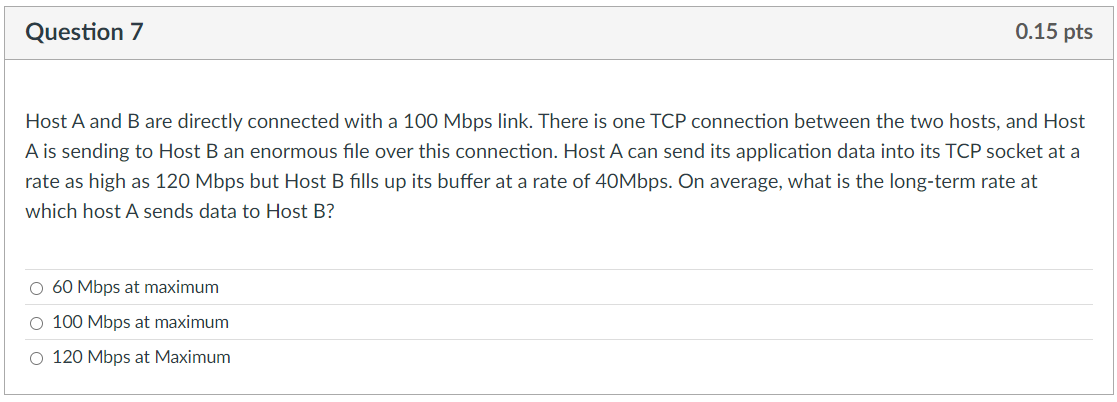 Question 7
0.15 pts
Host A and B are directly connected with a 100 Mbps link. There is one TCP connection between the two hosts, and Host
A is sending to Host B an enormous file over this connection. Host A can send its application data into its TCP socket at a
rate as high as 120 Mbps but Host B fills up its buffer at a rate of 40Mbps. On average, what is the long-term rate at
which host A sends data to Host B?
60 Mbps at maximum
100 Mbps at maximum
120 Mbps at Maximum